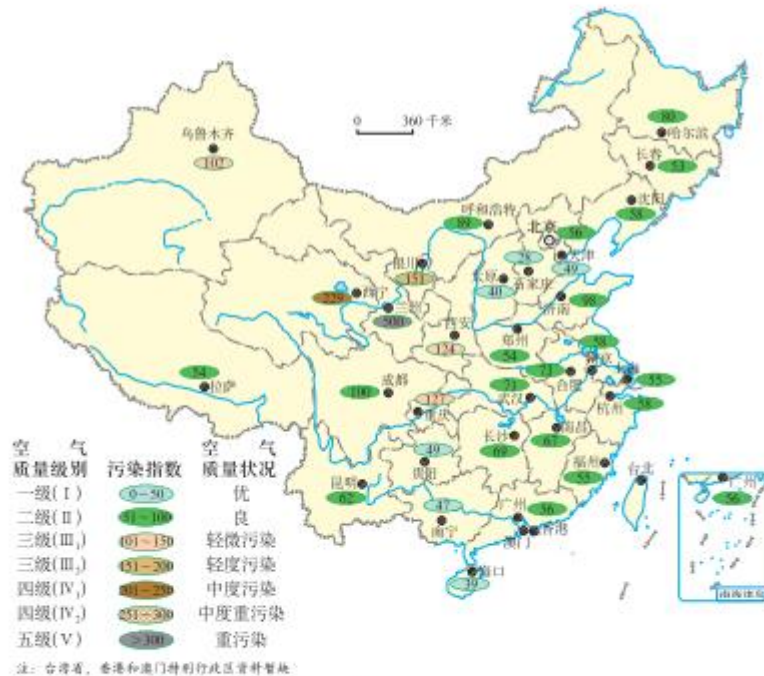 0 360 千米
乌鲁木齐
102
80
哈尔滨
长春
53
沈阳
58
呼和浩特
89
北京
56
天津
49
28
石家庄
太原
40
银川
151
西宁
229
兰州
500
济南
98
西安
124
郑州
54
58
南京
71
合肥
上海
55
拉萨
54
成都
100
重庆
71
武汉
杭州
58
南昌
67
长沙
69
49
贵阳
福州
55
台北
昆明
62
47
南宁
广州
56
香港
澳门
海口
39
广州
56
南海诸岛
空 气 空 气
质量级别 污染指数 质量状况
一级(Ⅰ) 0~50 优
二级(Ⅱ) 51~100 良
三级(Ⅲ₁) 101~150 轻微污染
三级(Ⅲ₂) 151~200 轻度污染
四级(Ⅳ₁) 201~250 中度污染
四级(Ⅳ₂) 251~300 中度重污染
五级(Ⅴ) >300 重污染
注:台湾省、香港和澳门特别行政区资料暂缺